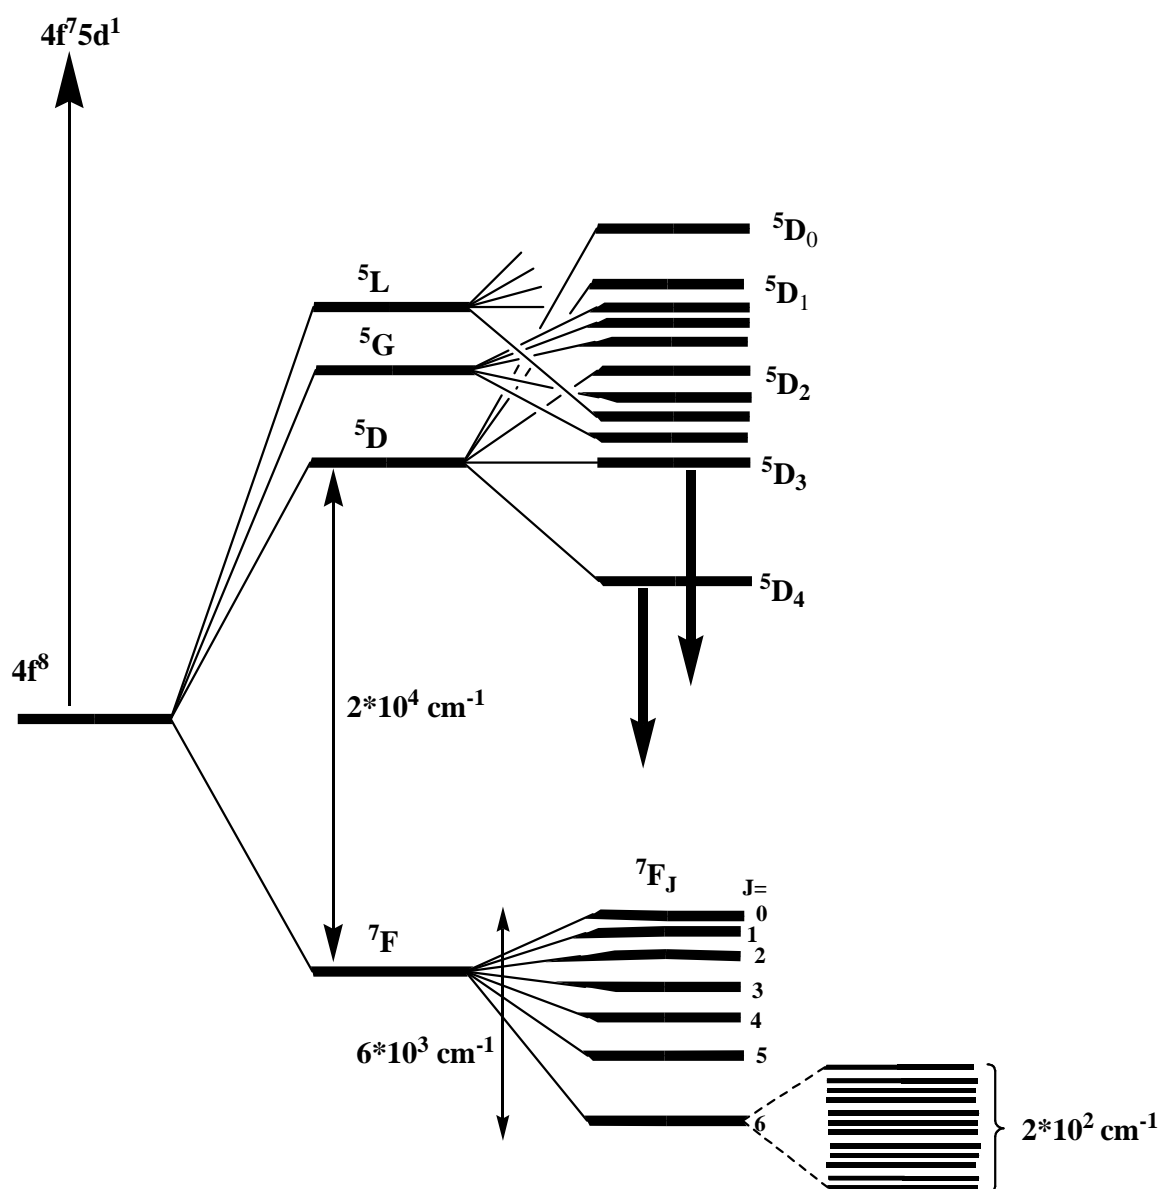 4f⁷5d¹
⁵D₀
⁵L
⁵D₁
⁵G
⁵D₂
⁵D
⁵D₃
⁵D₄
4f⁸
2*10⁴ cm⁻¹
⁷F_J
J=
0
⁷F
1
2
3
4
6*10³ cm⁻¹
5
6
2*10² cm⁻¹